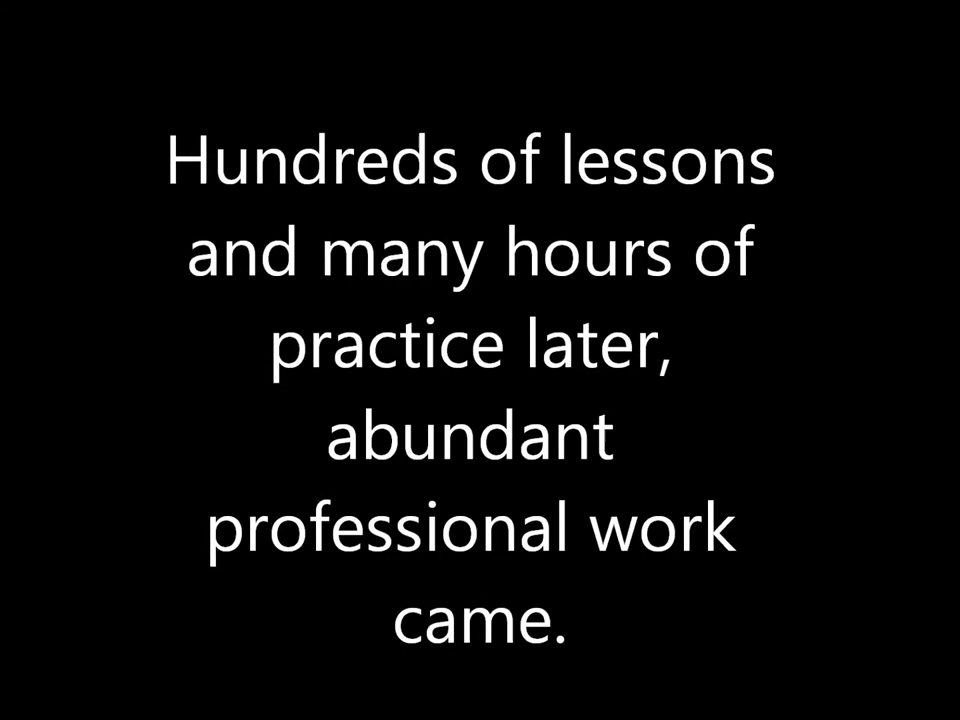 Hundreds of lessons
and many hours of
practice later,
abundant
professional work
came.